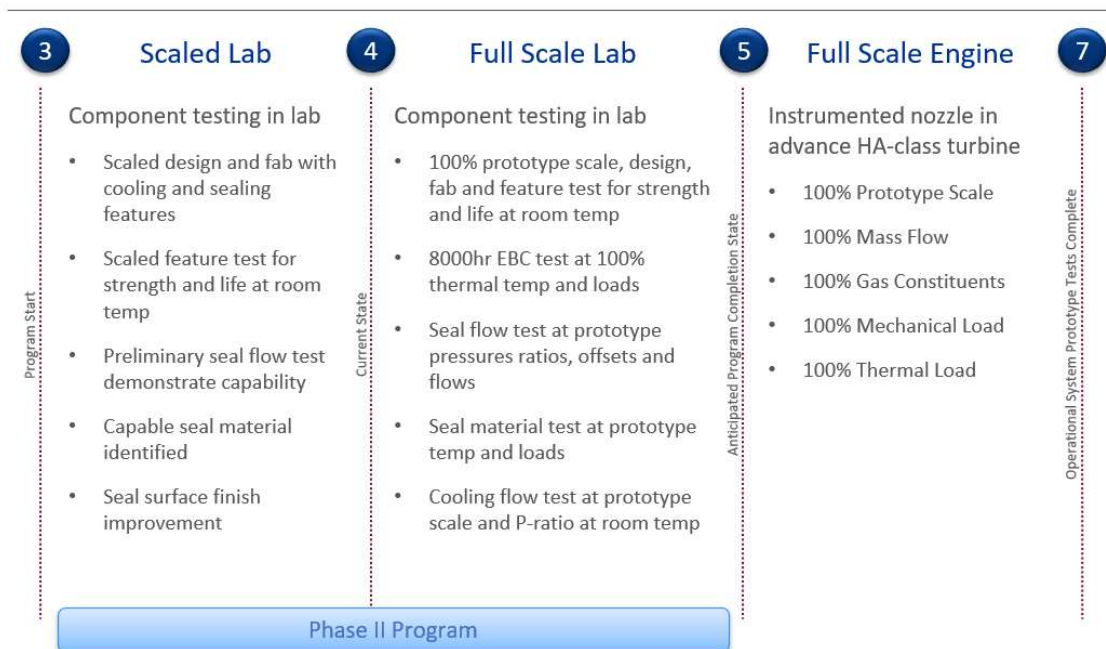 3
Scaled Lab
4
Full Scale Lab
5
Full Scale Engine
7
Program Start
Component testing in lab
• Scaled design and fab with
cooling and sealing
features
• Scaled feature test for
strength and life at room
temp
• Preliminary seal flow test
demonstrate capability
• Capable seal material
identified
• Seal surface finish
improvement
Current State
Component testing in lab
• 100% prototype scale, design,
fab and feature test for strength
and life at room temp
• 8000hr EBC test at 100%
thermal temp and loads
• Seal flow test at prototype
pressures ratios, offsets and
flows
• Seal material test at prototype
temp and loads
• Cooling flow test at prototype
scale and P-ratio at room temp
Anticipated Program Completion State
Instrumented nozzle in
advance HA-class turbine
• 100% Prototype Scale
• 100% Mass Flow
• 100% Gas Constituents
• 100% Mechanical Load
• 100% Thermal Load
Operational System Prototype Tests Complete
Phase II Program